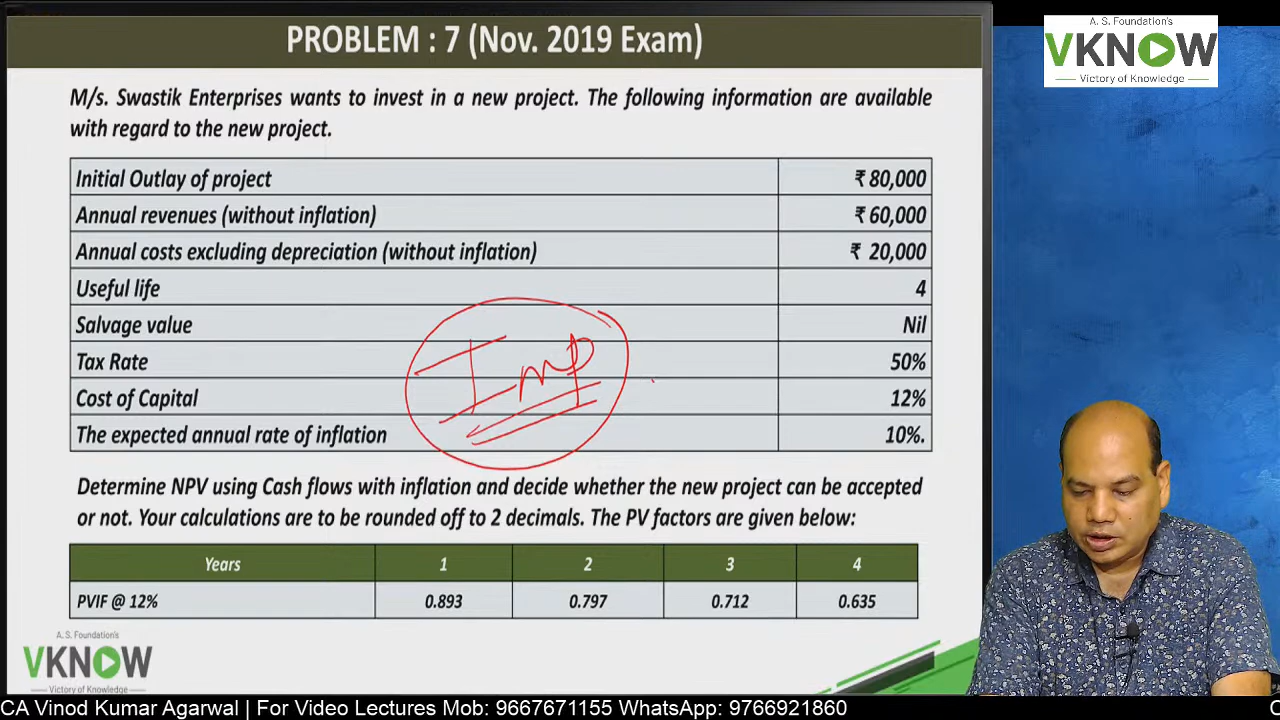 PROBLEM : 7 (Nov. 2019 Exam)
A. S. Foundation's
VKNOW
Victory of Knowledge
M/s. Swastik Enterprises wants to invest in a new project. The following information are available
with regard to the new project.
Initial Outlay of project ₹ 80,000
Annual revenues (without inflation) ₹ 60,000
Annual costs excluding depreciation (without inflation) ₹ 20,000
Useful life 4
Salvage value Nil
Tax Rate 50%
Cost of Capital 12%
The expected annual rate of inflation 10%.
Imp
Determine NPV using Cash flows with inflation and decide whether the new project can be accepted
or not. Your calculations are to be rounded off to 2 decimals. The PV factors are given below:
Years 1 2 3 4
PVIF @ 12% 0.893 0.797 0.712 0.635
A. S. Foundation's
VKNOW
Victory of Knowledge
CA Vinod Kumar Agarwal | For Video Lectures Mob: 9667671155 WhatsApp: 9766921860
C